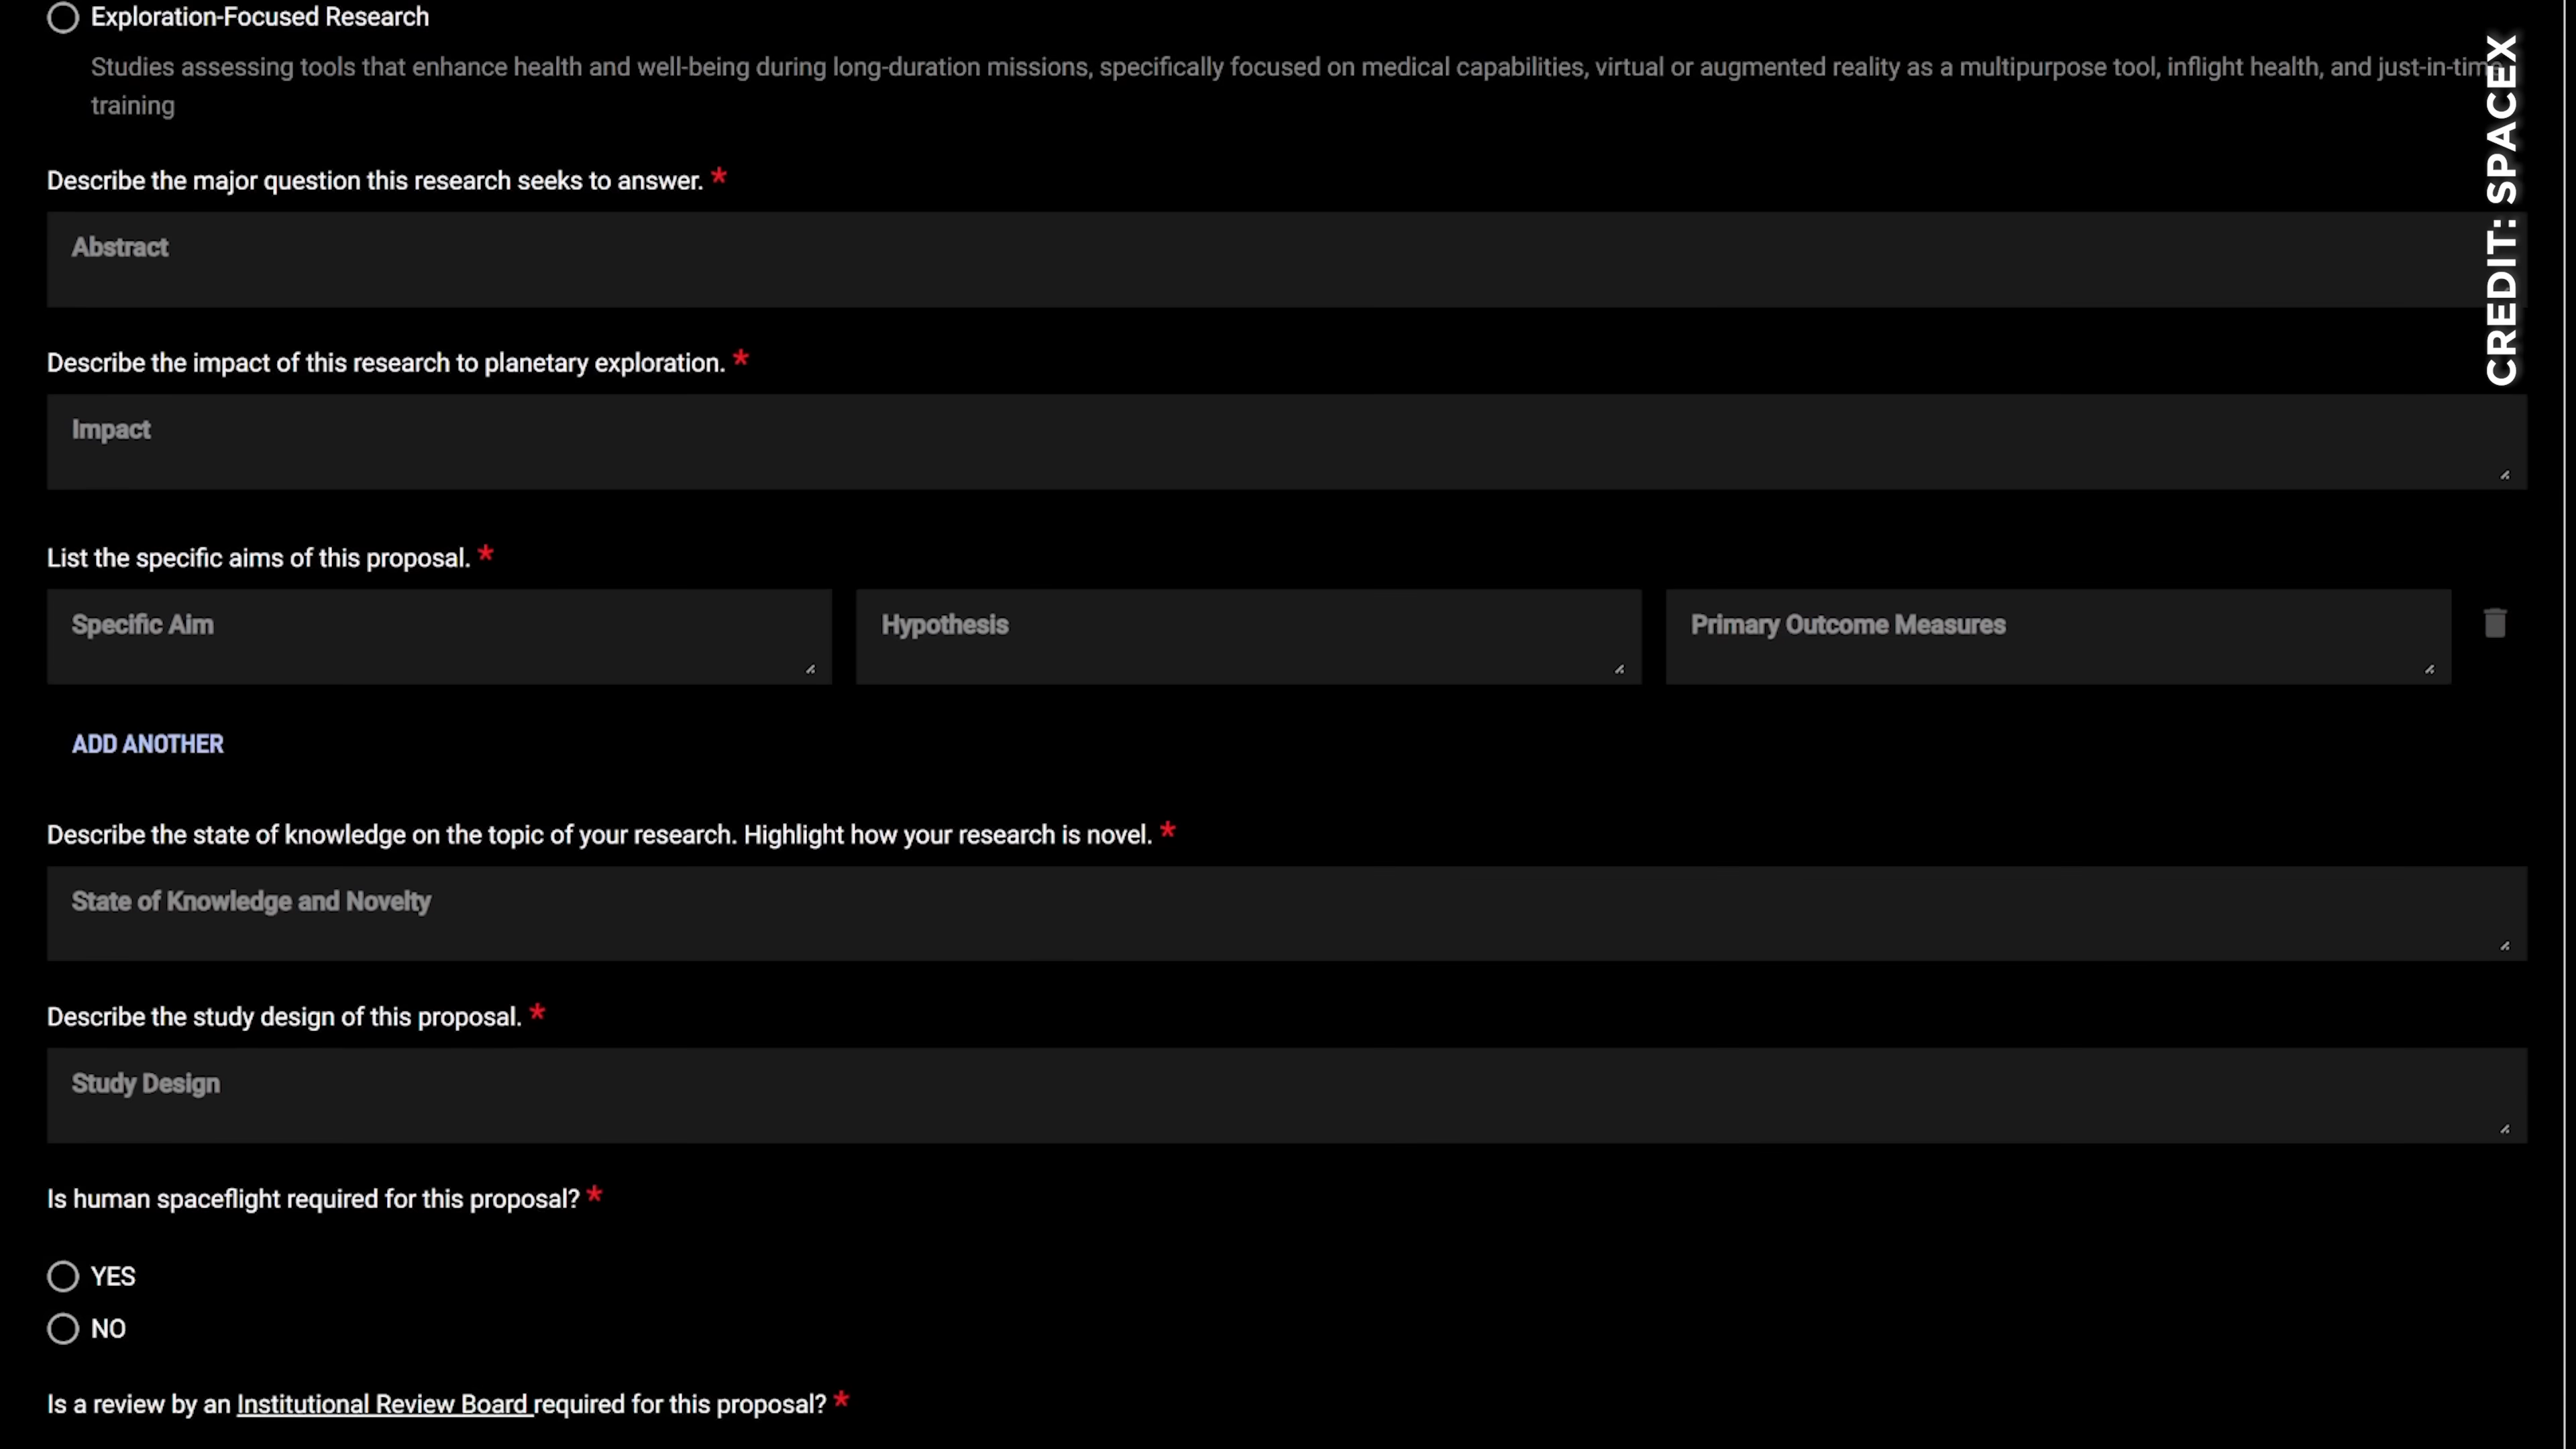 Exploration-Focused Research
Studies assessing tools that enhance health and well-being during long-duration missions, specifically focused on medical capabilities, virtual or augmented reality as a multipurpose tool, inflight health, and just-in-time
training
Describe the major question this research seeks to answer. *
Abstract
Describe the impact of this research to planetary exploration. *
Impact
List the specific aims of this proposal. *
Specific Aim
Hypothesis
Primary Outcome Measures
ADD ANOTHER
Describe the state of knowledge on the topic of your research. Highlight how your research is novel. *
State of Knowledge and Novelty
Describe the study design of this proposal. *
Study Design
Is human spaceflight required for this proposal? *
YES
NO
Is a review by an Institutional Review Board required for this proposal? *
CREDIT: SPACEX